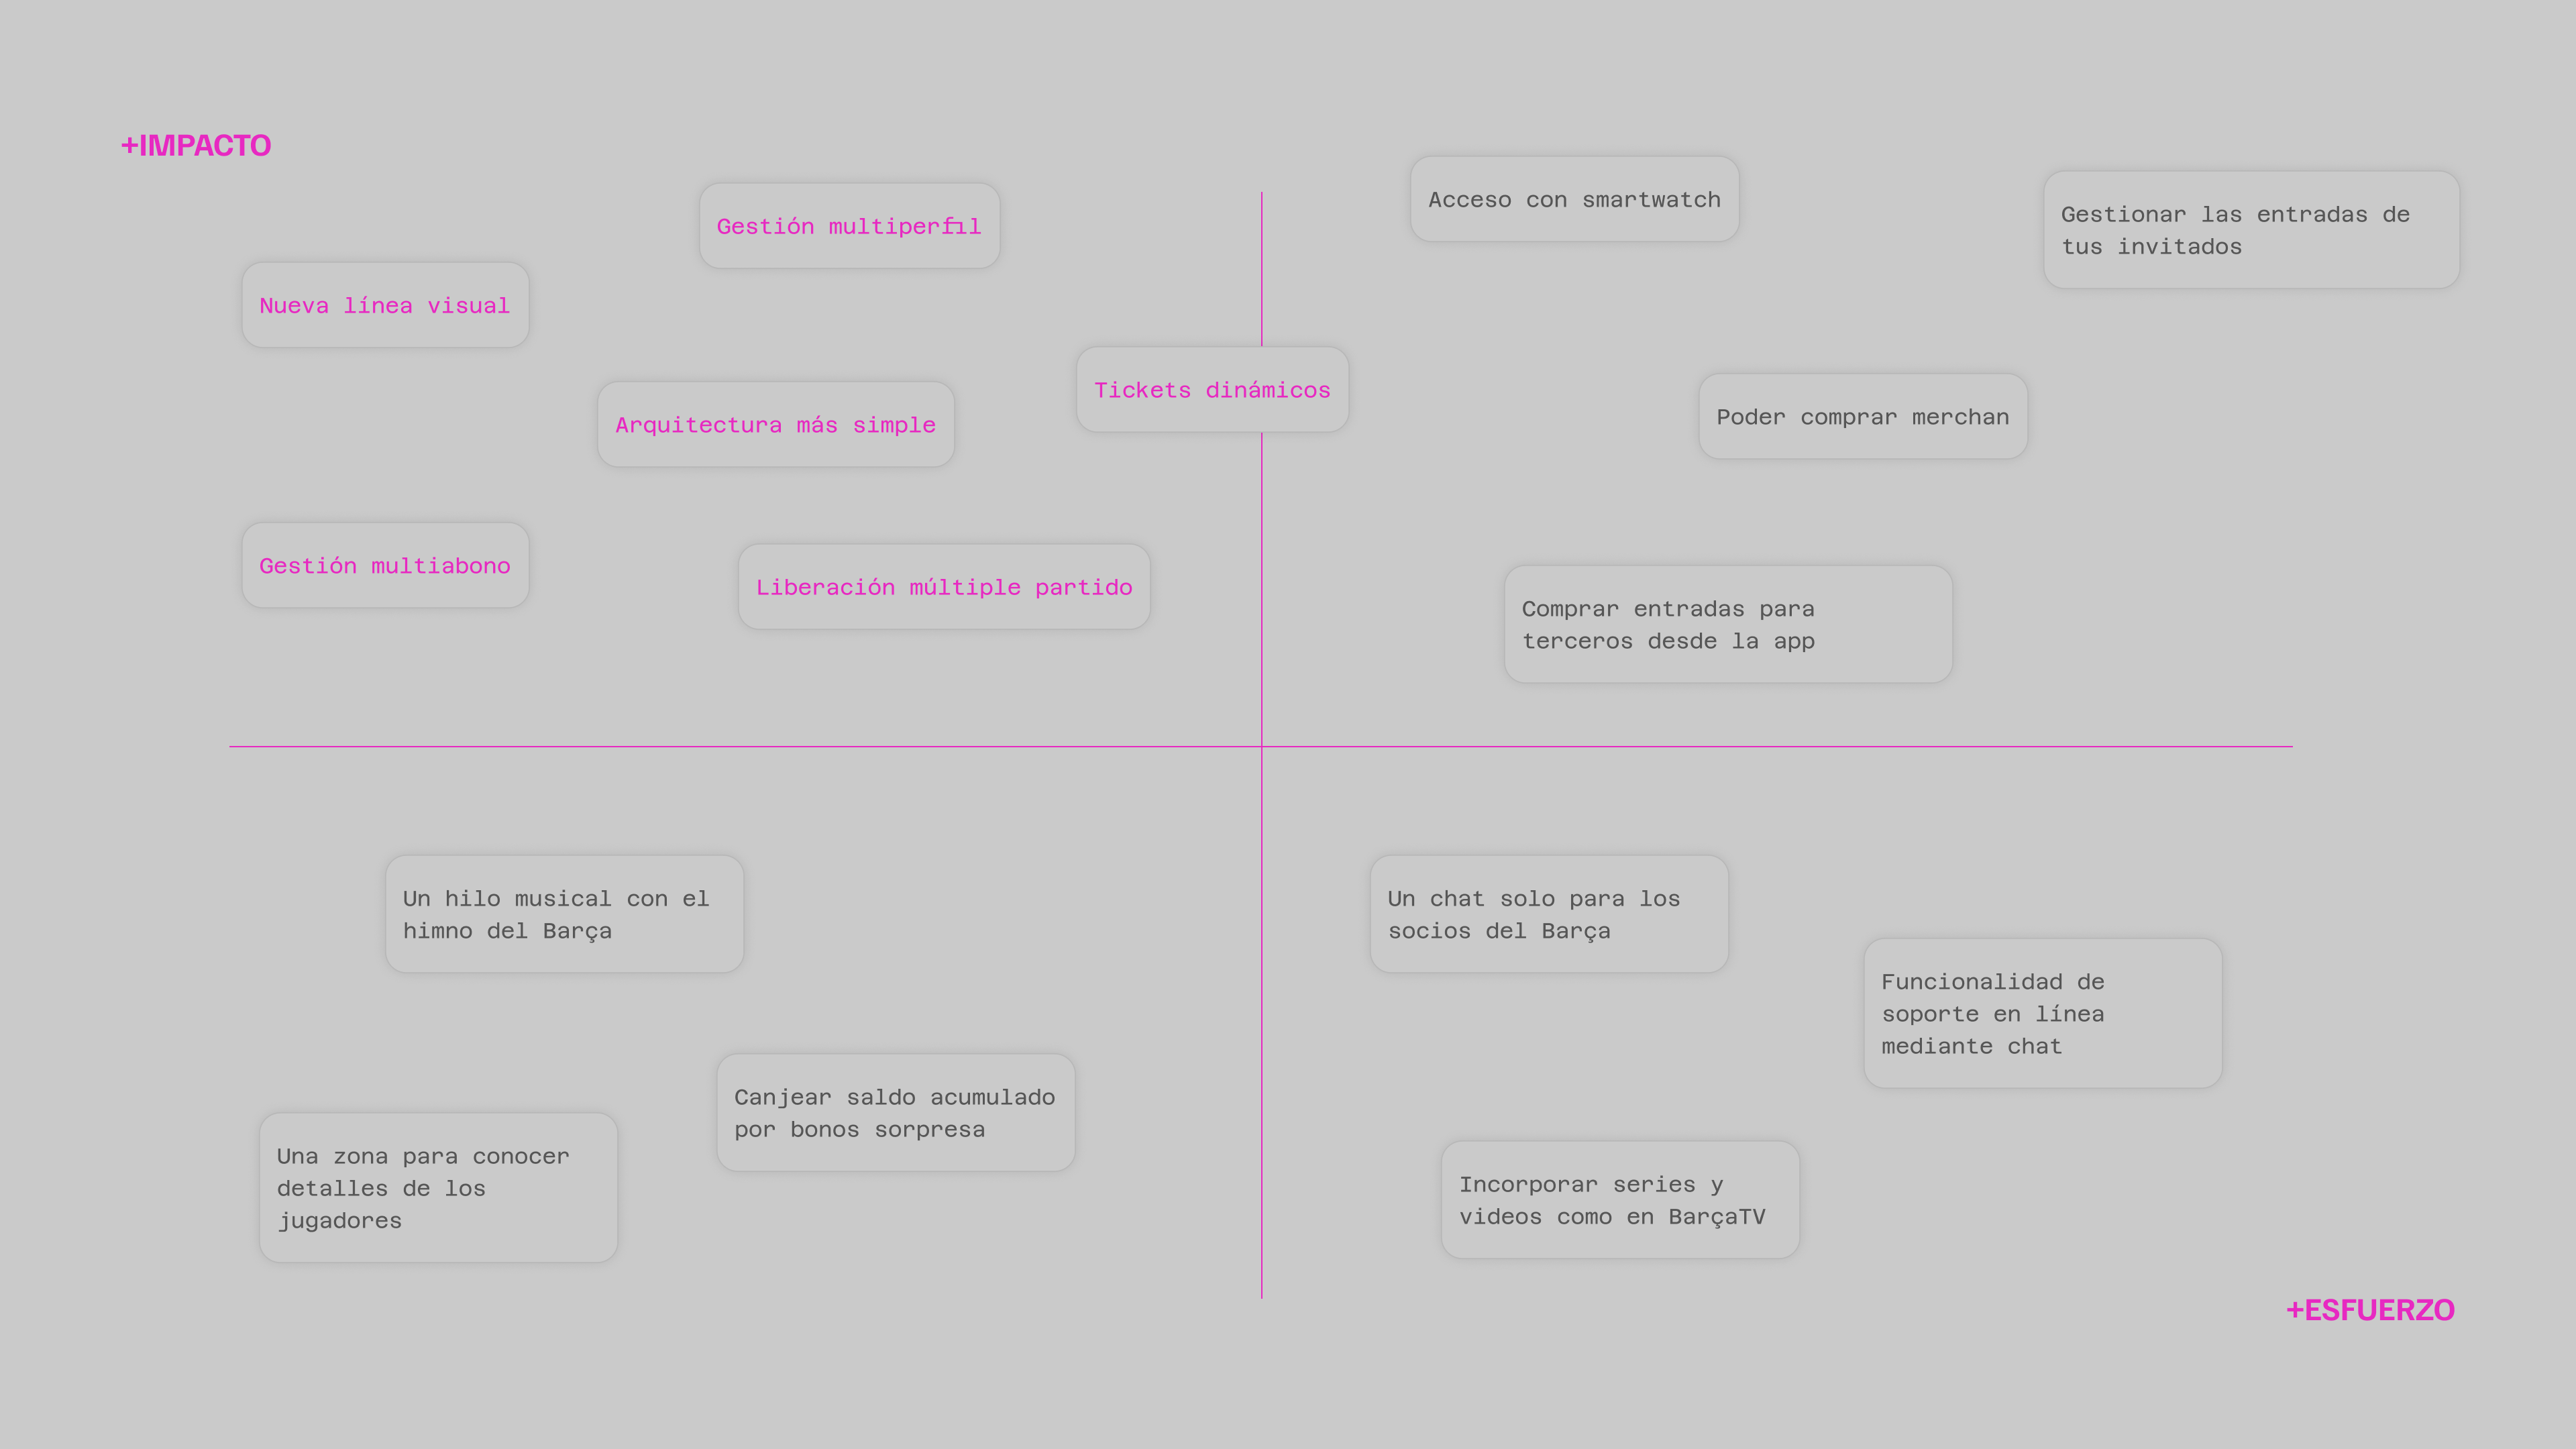 +IMPACTO
Gestión multiperfil
Nueva línea visual
Arquitectura más simple
Tickets dinámicos
Gestión multiabono
Liberación múltiple partido
Acceso con smartwatch
Gestionar las entradas de
tus invitados
Poder comprar merchan
Comprar entradas para
terceros desde la app
Un hilo musical con el
himno del Barça
Canjear saldo acumulado
por bonos sorpresa
Una zona para conocer
detalles de los
jugadores
Un chat solo para los
socios del Barça
Funcionalidad de
soporte en línea
mediante chat
Incorporar series y
videos como en BarçaTV
+ESFUERZO